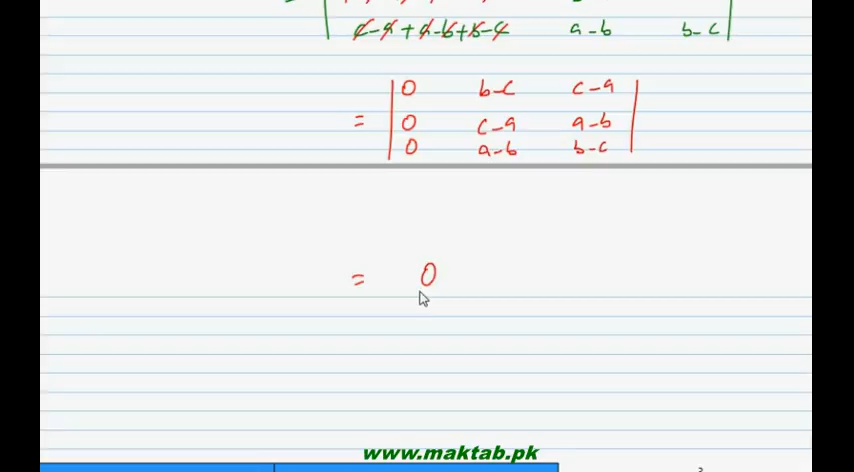 c-a+a-b+b-c a-b b-c
0 b-c c-a
= 0 c-a a-b
0 a-b b-c
= 0
www.maktab.pk